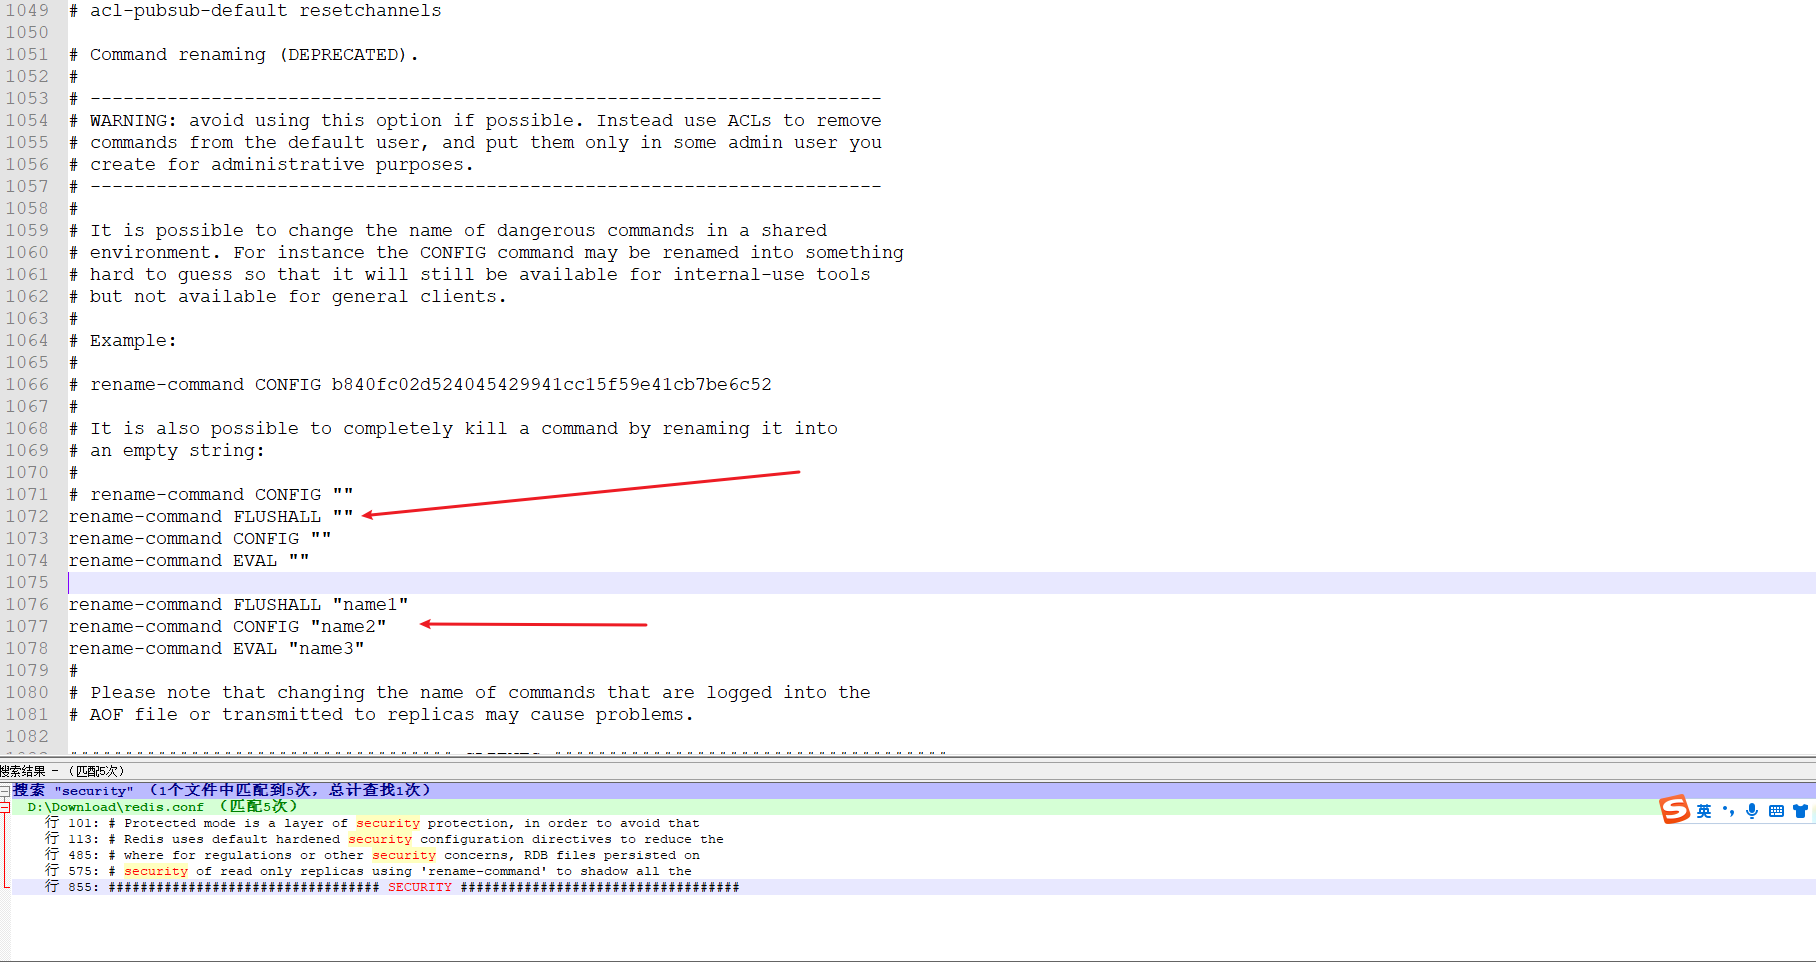 1049 # acl-pubsub-default resetchannels
1050
1051 # Command renaming (DEPRECATED).
1052 #
1053 # ------------------------------------------------------------------------
1054 # WARNING: avoid using this option if possible. Instead use ACLs to remove
1055 # commands from the default user, and put them only in some admin user you
1056 # create for administrative purposes.
1057 # ------------------------------------------------------------------------
1058 #
1059 # It is possible to change the name of dangerous commands in a shared
1060 # environment. For instance the CONFIG command may be renamed into something
1061 # hard to guess so that it will still be available for internal-use tools
1062 # but not available for general clients.
1063 #
1064 # Example:
1065 #
1066 # rename-command CONFIG b840fc02d524045429941cc15f59e41cb7be6c52
1067 #
1068 # It is also possible to completely kill a command by renaming it into
1069 # an empty string:
1070 #
1071 # rename-command CONFIG ""
1072 rename-command FLUSHALL ""
1073 rename-command CONFIG ""
1074 rename-command EVAL ""
1075
1076 rename-command FLUSHALL "name1"
1077 rename-command CONFIG "name2"
1078 rename-command EVAL "name3"
1079 #
1080 # Please note that changing the name of commands that are logged into the
1081 # AOF file or transmitted to replicas may cause problems.
1082
搜索结果 - （匹配5次）
搜索 "security" （1个文件中匹配到5次，总计查找1次）
D:\Download\redis.conf （匹配5次）
行 101: # Protected mode is a layer of security protection, in order to avoid that
行 113: # Redis uses default hardened security configuration directives to reduce the
行 485: # where for regulations or other security concerns, RDB files persisted on
行 575: # security of read only replicas using 'rename-command' to shadow all the
行 855: ################################## SECURITY ###################################
S 英